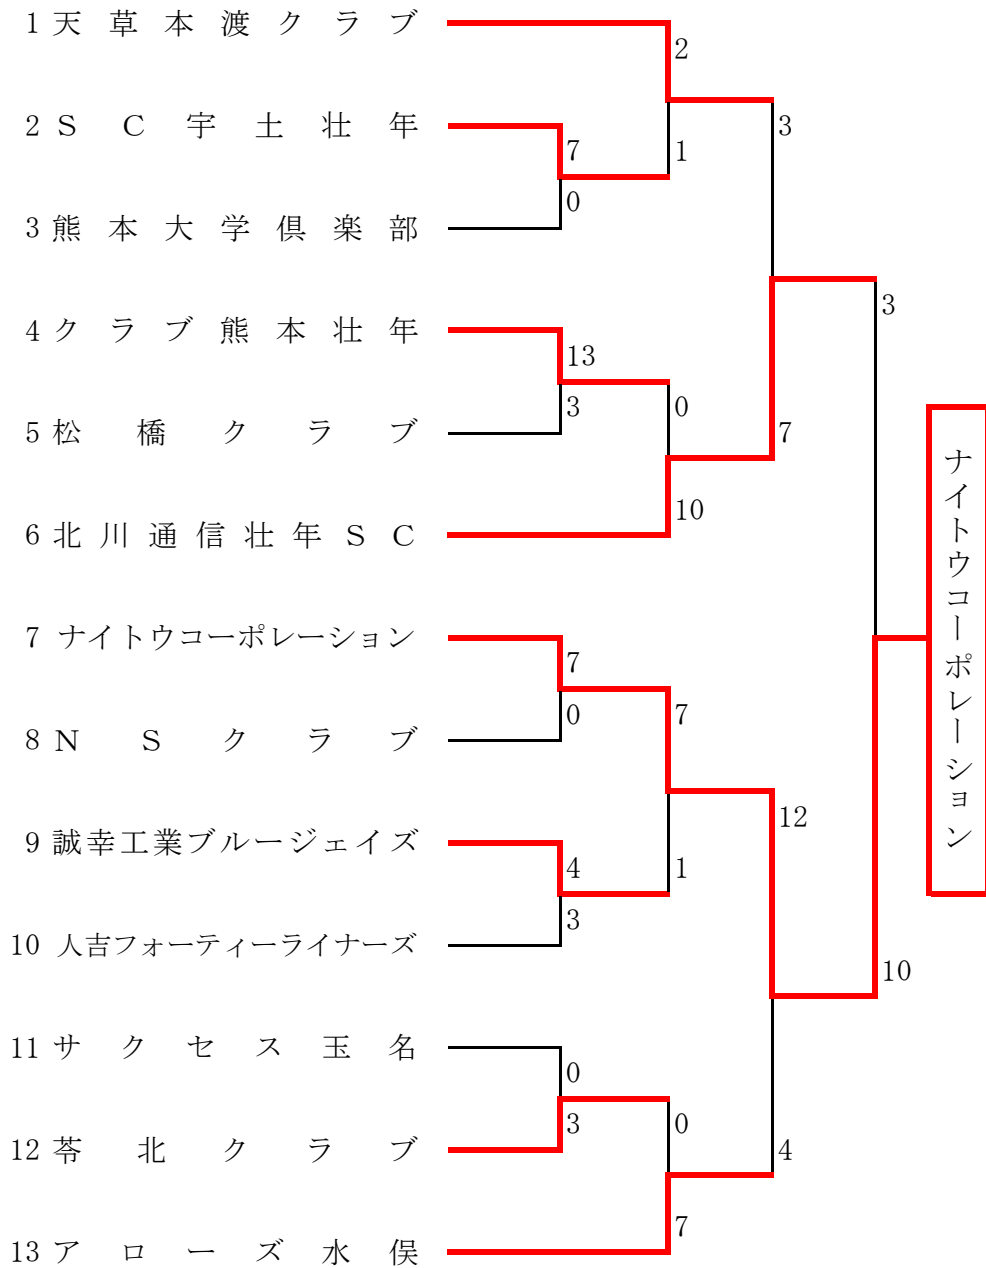 1 天草本渡クラブ
2
3
2 ＳＣ宇土壮年
7
1
0
3 熊本大学倶楽部
3
4 クラブ熊本壮年
13
3
0
5 松橋クラブ
7
10
6 北川通信壮年ＳＣ
7 ナイトウコーポレーション
7
0
7
8 ＮＳクラブ
12
9 誠幸工業ブルージェイズ
4
1
3
10 人吉フォーティーライナーズ
10
11 サクセス玉名
0
3
0
12 苓北クラブ
4
7
13 アローズ水俣
ナイトウコーポレーション